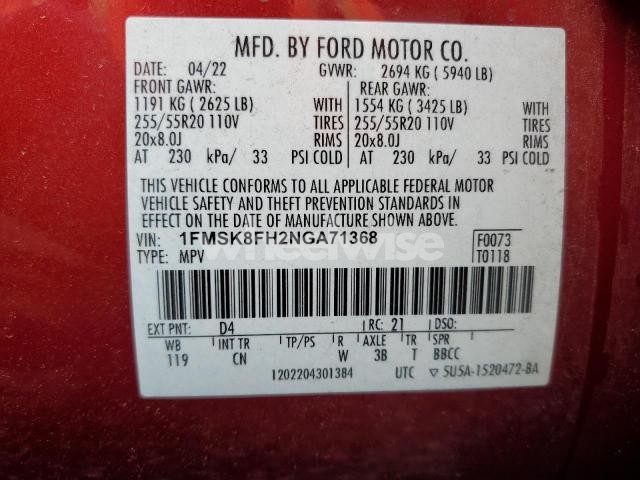 MFD. BY FORD MOTOR CO.
DATE: 04/22 GVWR: 2694 KG ( 5940 LB)
FRONT GAWR: REAR GAWR:
1191 KG ( 2625 LB) WITH 1554 KG ( 3425 LB) WITH
255/55R20 110V TIRES 255/55R20 110V TIRES
20x8.0J RIMS 20x8.0J RIMS
AT 230 kPa/ 33 PSI COLD AT 230 kPa/ 33 PSI COLD
THIS VEHICLE CONFORMS TO ALL APPLICABLE FEDERAL MOTOR
VEHICLE SAFETY AND THEFT PREVENTION STANDARDS IN
EFFECT ON THE DATE OF MANUFACTURE SHOWN ABOVE.
VIN: 1FMSK8FH2NGA71368 F0073
TYPE: MPV T0118
wheelwise
EXT PNT: D4 RC: 21 DSO:
WB INT TR TP/PS R AXLE TR SPR
119 CN W 3B T BBCC
1202204301384 UTC ▽ 5U5A-1520472-BA